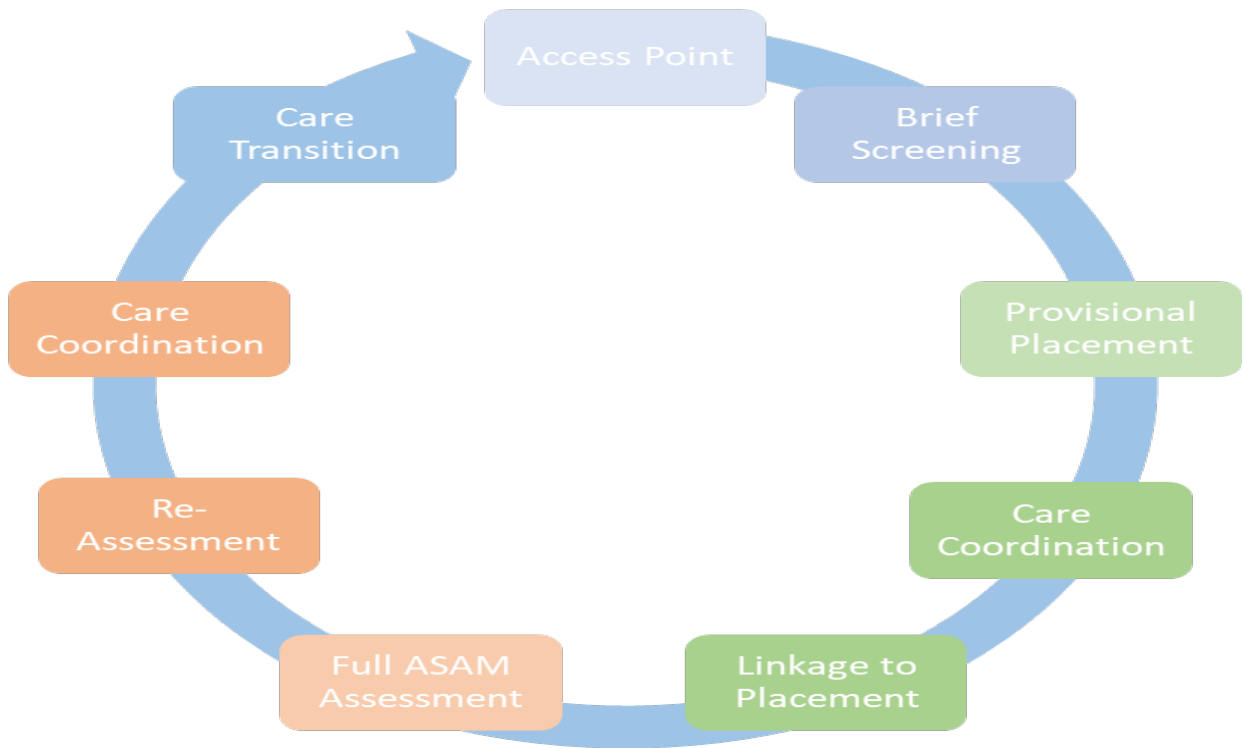 Access Point
Brief
Screening
Provisional
Placement
Care
Coordination
Linkage to
Placement
Full ASAM
Assessment
Re-
Assessment
Care
Coordination
Care
Transition